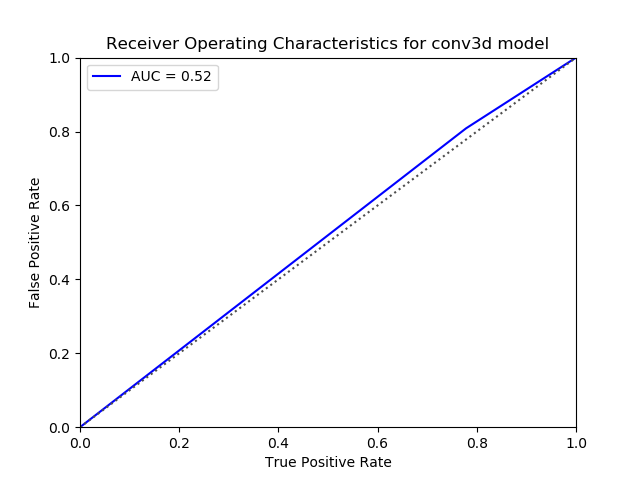 Receiver Operating Characteristics for conv3d model
AUC = 0.52
1.0
0.8
0.6
0.4
0.2
0.0
False Positive Rate
0.0 0.2 0.4 0.6 0.8 1.0
True Positive Rate